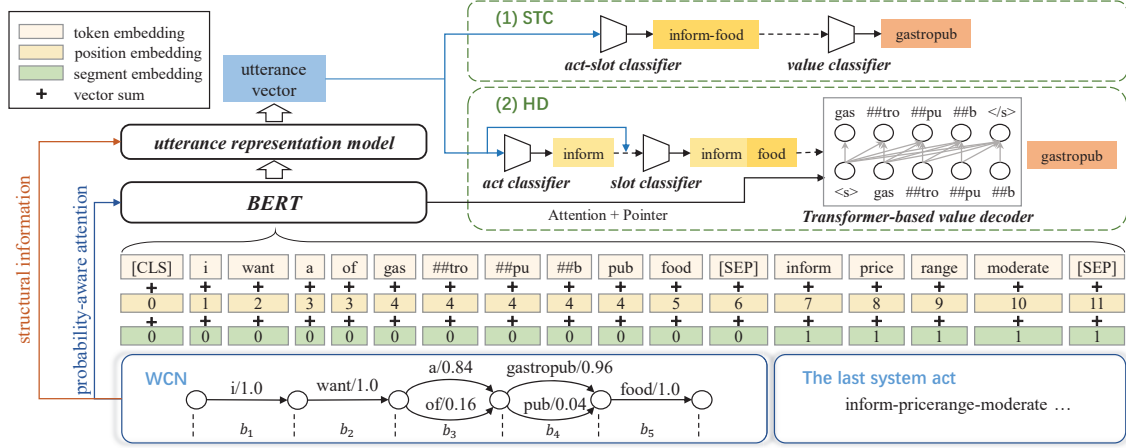 token embedding
position embedding
segment embedding
+ vector sum
utterance
vector
utterance representation model
BERT
structural information
probability-aware attention
(1) STC
inform-food
gastropub
act-slot classifier
value classifier
(2) HD
inform
inform food
act classifier
slot classifier
gas ##tro ##pu ##b </s>
<s> gas ##tro ##pu ##b
gastropub
Attention + Pointer
Transformer-based value decoder
[CLS] i want a of gas ##tro ##pu ##b pub food [SEP] inform price range moderate [SEP]
+ + + + + + + + + + + + + + + + +
0 1 2 3 3 4 4 4 4 4 5 6 7 8 9 10 11
+ + + + + + + + + + + + + + + + +
0 0 0 0 0 0 0 0 0 0 0 0 1 1 1 1 1
WCN
i/1.0
want/1.0
a/0.84
of/0.16
gastropub/0.96
pub/0.04
food/1.0
b1 b2 b3 b4 b5
The last system act
inform-pricerange-moderate ...